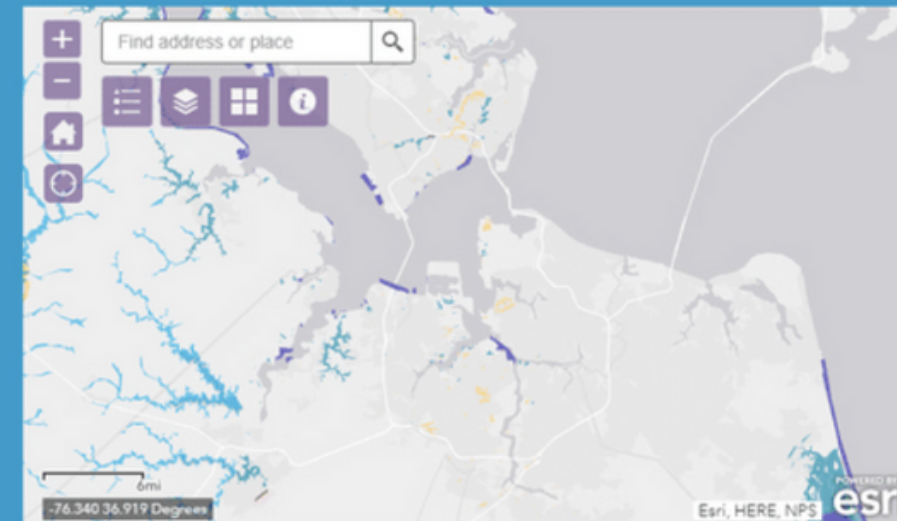 Find address or place
6mi
-76.340 36.919 Degrees
Esri, HERE, NPS
POWERED BY
esri